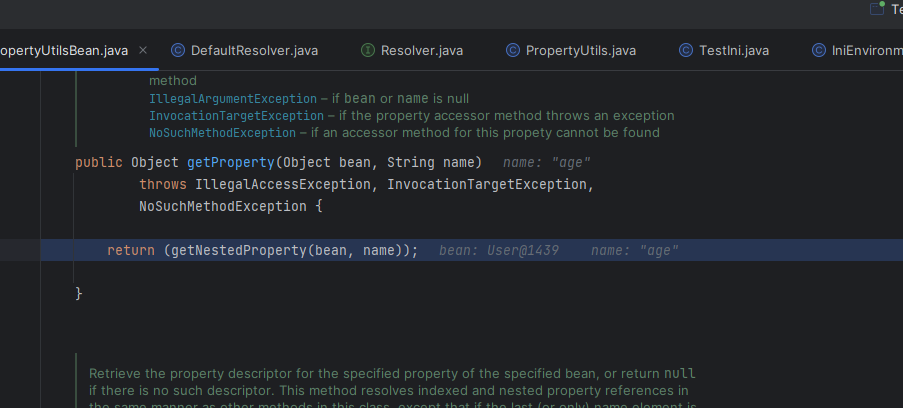 Te
opertyUtilsBean.java × DefaultResolver.java Resolver.java PropertyUtils.java TestIni.java IniEnvironm
method
IllegalArgumentException – if bean or name is null
InvocationTargetException – if the property accessor method throws an exception
NoSuchMethodException – if an accessor method for this propety cannot be found
public Object getProperty(Object bean, String name) name: "age"
throws IllegalAccessException, InvocationTargetException,
NoSuchMethodException {
return (getNestedProperty(bean, name)); bean: User@1439 name: "age"
}
Retrieve the property descriptor for the specified property of the specified bean, or return null
if there is no such descriptor. This method resolves indexed and nested property references in
the same manner as other methods in this class, except that if the last (or only) name element is